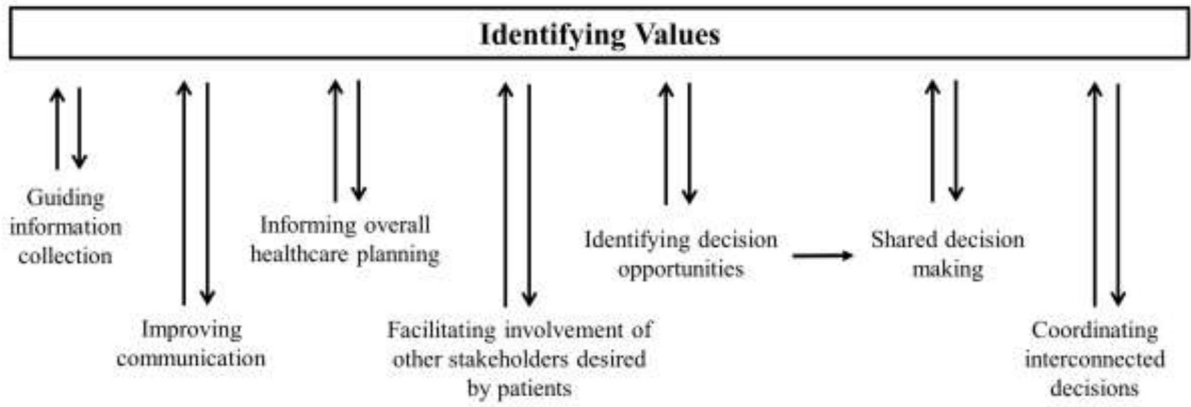 Identifying Values
Guiding
information
collection
Improving
communication
Informing overall
healthcare planning
Facilitating involvement of
other stakeholders desired
by patients
Identifying decision
opportunities
Shared decision
making
Coordinating
interconnected
decisions